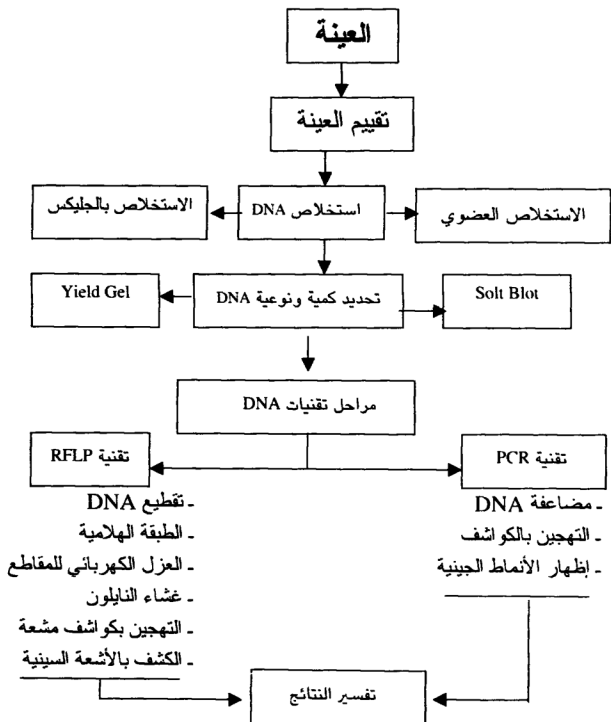 العينة
تقييم العينة
الاستخلاص العضوي
استخلاص DNA
الاستخلاص بالجليكس
Solt Blot
تحديد كمية ونوعية DNA
Yield Gel
مراحل تقنيات DNA
تقنية PCR
- مضاعفة DNA
- التهجين بالكواشف
- إظهار الأنماط الجينية
تقنية RFLP
- تقطيع DNA
- الطبقة الهلامية
- العزل الكهربائي للمقاطع
- غشاء النايلون
- التهجين بكواشف مشعة
- الكشف بالأشعة السينية
تفسير النتائج